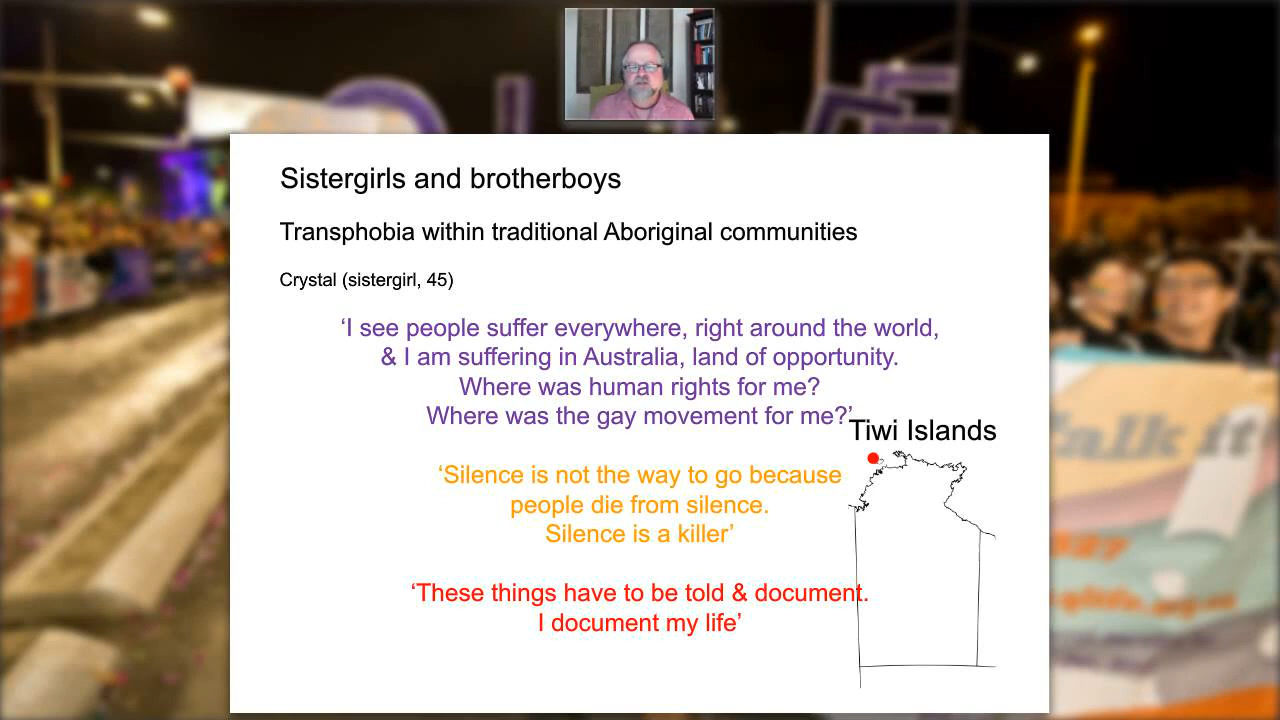 Sistergirls and brotherboys
Transphobia within traditional Aboriginal communities
Crystal (sistergirl, 45)
‘I see people suffer everywhere, right around the world,
& I am suffering in Australia, land of opportunity.
Where was human rights for me?
Where was the gay movement for me?’
Tiwi Islands
‘Silence is not the way to go because
people die from silence.
Silence is a killer’
‘These things have to be told & document.
I document my life’
talk it